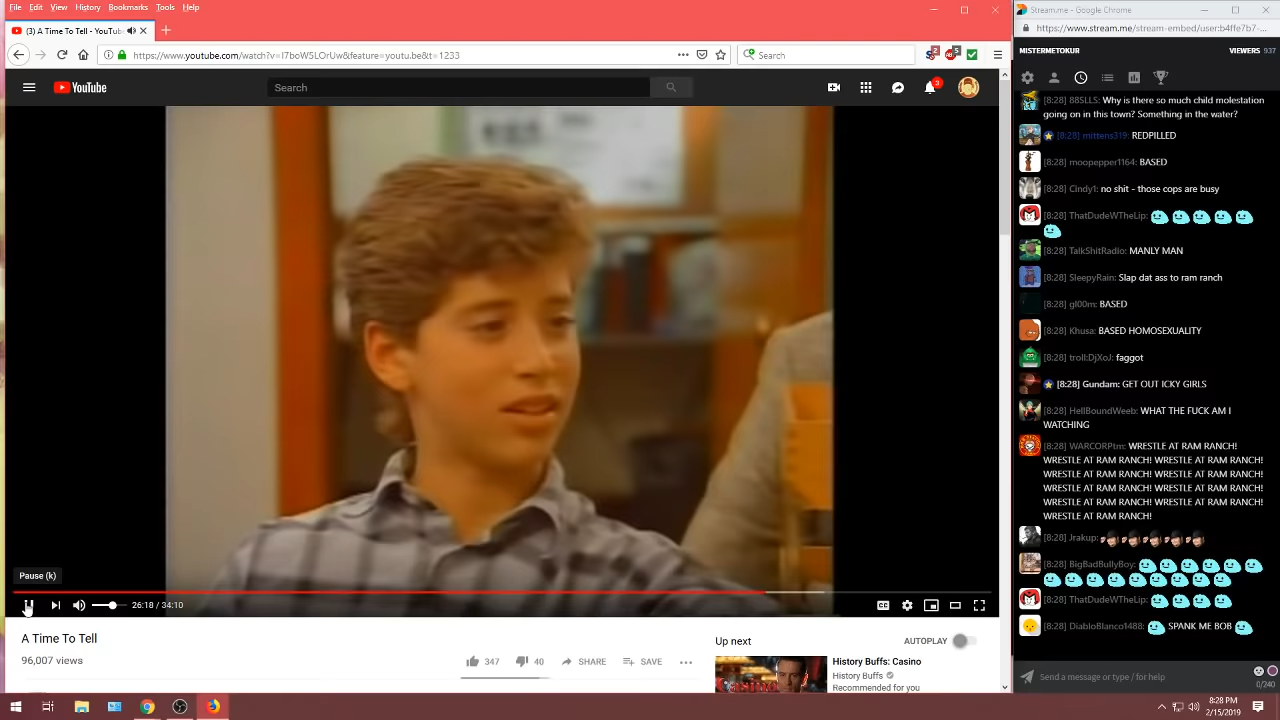 File Edit View History Bookmarks Tools Help
(3) A Time To Tell - YouTube
https://www.youtube.com/watch?v=I7boW5LOrUw&feature=youtu.be&t=1233
Search
2
5
YouTube
Search
3
Pause (k)
26:18 / 34:10
A Time To Tell
96,007 views
347
40
SHARE
SAVE
Up next
AUTOPLAY
History Buffs: Casino
History Buffs
Recommended for you
Stream.me - Google Chrome
https://www.stream.me/stream-embed/user:b4ffe7b7-...
MISTERMETOKUR
VIEWERS 937
[8:28] 88SLLS: Why is there so much child molestation
going on in this town? Something in the water?
[8:28] mittens319: REDPILLED
[8:28] moopepper1164: BASED
[8:28] Cindy1: no shit - those cops are busy
[8:28] ThatDudeWTheLip:
[8:28] TalkShitRadio: MANLY MAN
[8:28] SleepyRain: Slap dat ass to ram ranch
[8:28] gl00m: BASED
[8:28] Khusa: BASED HOMOSEXUALITY
[8:28] troll:DjXoJ: faggot
[8:28] Gundam: GET OUT ICKY GIRLS
[8:28] HellBoundWeeb: WHAT THE FUCK AM I
WATCHING
[8:28] WARCORPtm: WRESTLE AT RAM RANCH!
WRESTLE AT RAM RANCH! WRESTLE AT RAM RANCH!
WRESTLE AT RAM RANCH! WRESTLE AT RAM RANCH!
WRESTLE AT RAM RANCH! WRESTLE AT RAM RANCH!
WRESTLE AT RAM RANCH! WRESTLE AT RAM RANCH!
WRESTLE AT RAM RANCH!
[8:28] Jrakup:
[8:28] BigBadBullyBoy:
[8:28] ThatDudeWTheLip:
[8:28] DiabloBlanco1488: SPANK ME BOB
Send a message or type / for help
0/240
8:28 PM
2/15/2019